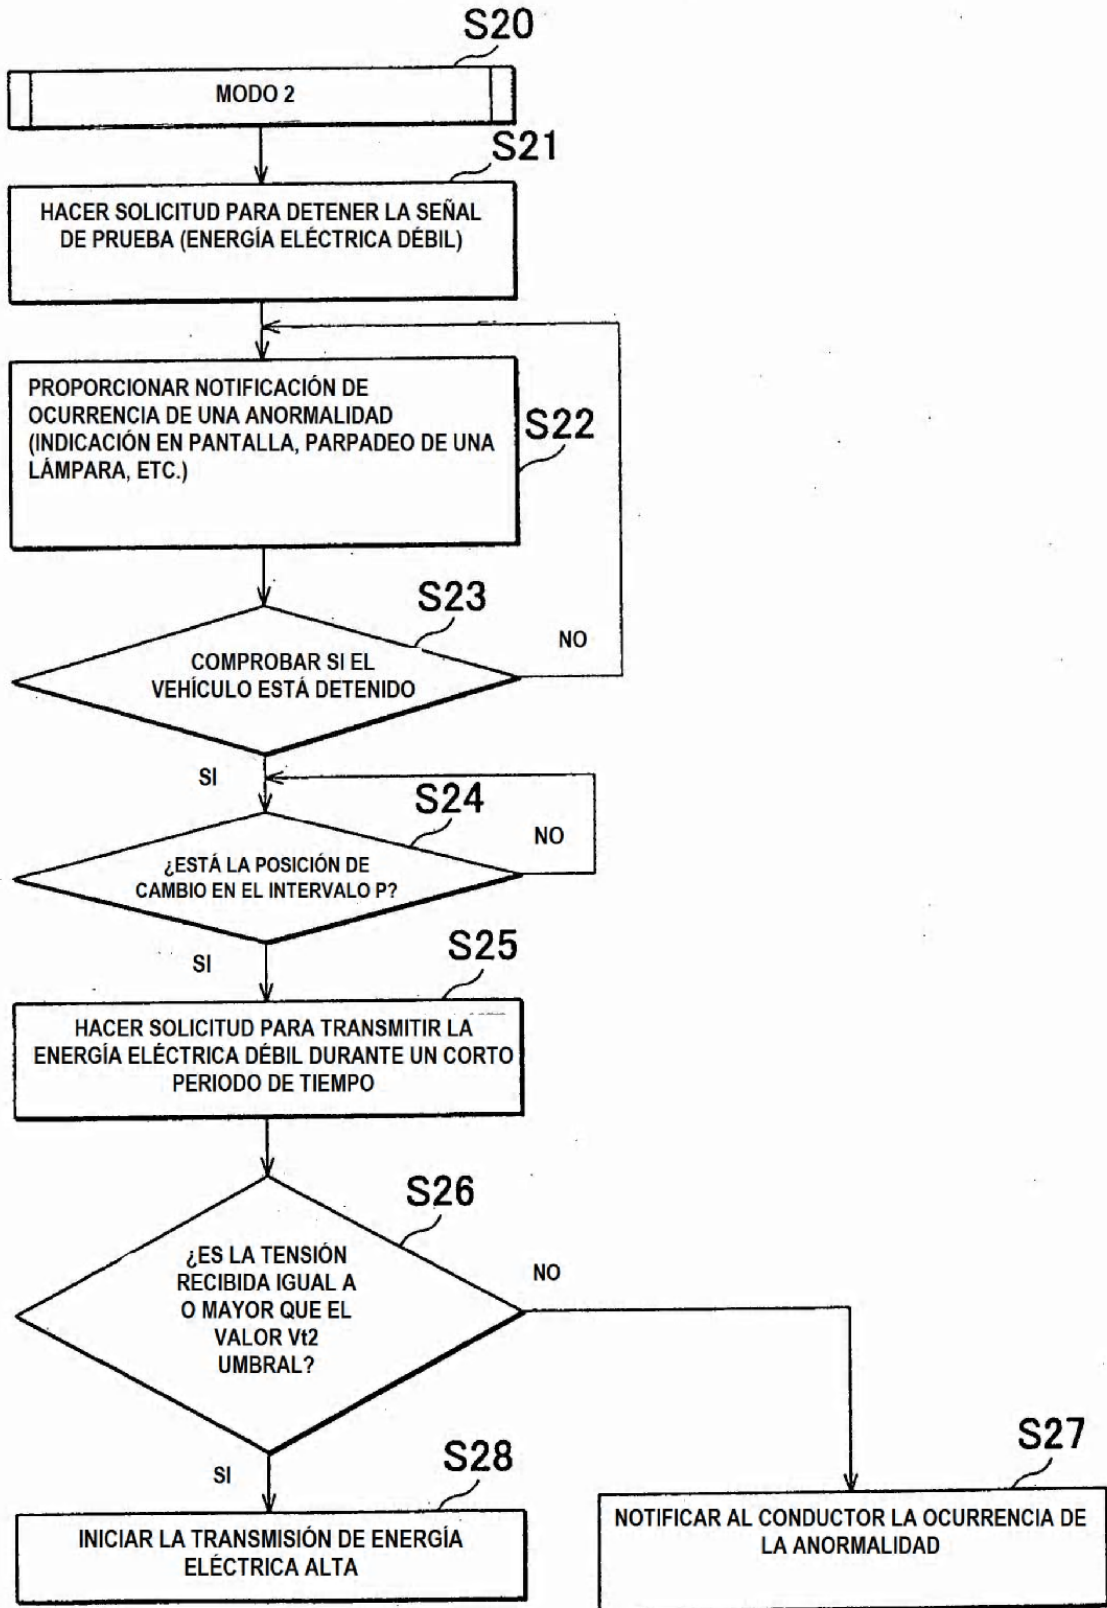 S20
MODO 2
S21
HACER SOLICITUD PARA DETENER LA SEÑAL
DE PRUEBA (ENERGÍA ELÉCTRICA DÉBIL)
PROPORCIONAR NOTIFICACIÓN DE
OCURRENCIA DE UNA ANORMALIDAD
(INDICACIÓN EN PANTALLA, PARPADEO DE UNA
LÁMPARA, ETC.)
S22
S23
COMPROBAR SI EL
VEHÍCULO ESTÁ DETENIDO
NO
SI
S24
¿ESTÁ LA POSICIÓN DE
CAMBIO EN EL INTERVALO P?
NO
SI
S25
HACER SOLICITUD PARA TRANSMITIR LA
ENERGÍA ELÉCTRICA DÉBIL DURANTE UN CORTO
PERIODO DE TIEMPO
S26
¿ES LA TENSIÓN
RECIBIDA IGUAL A
O MAYOR QUE EL
VALOR Vt2
UMBRAL?
NO
SI
S28
INICIAR LA TRANSMISIÓN DE ENERGÍA
ELÉCTRICA ALTA
S27
NOTIFICAR AL CONDUCTOR LA OCURRENCIA DE
LA ANORMALIDAD